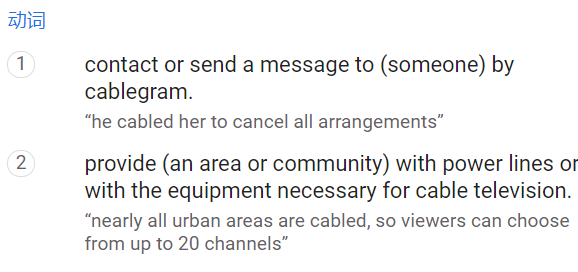 动词
1 contact or send a message to (someone) by
cablegram.
“he cabled her to cancel all arrangements”
2 provide (an area or community) with power lines or
with the equipment necessary for cable television.
“nearly all urban areas are cabled, so viewers can choose
from up to 20 channels”